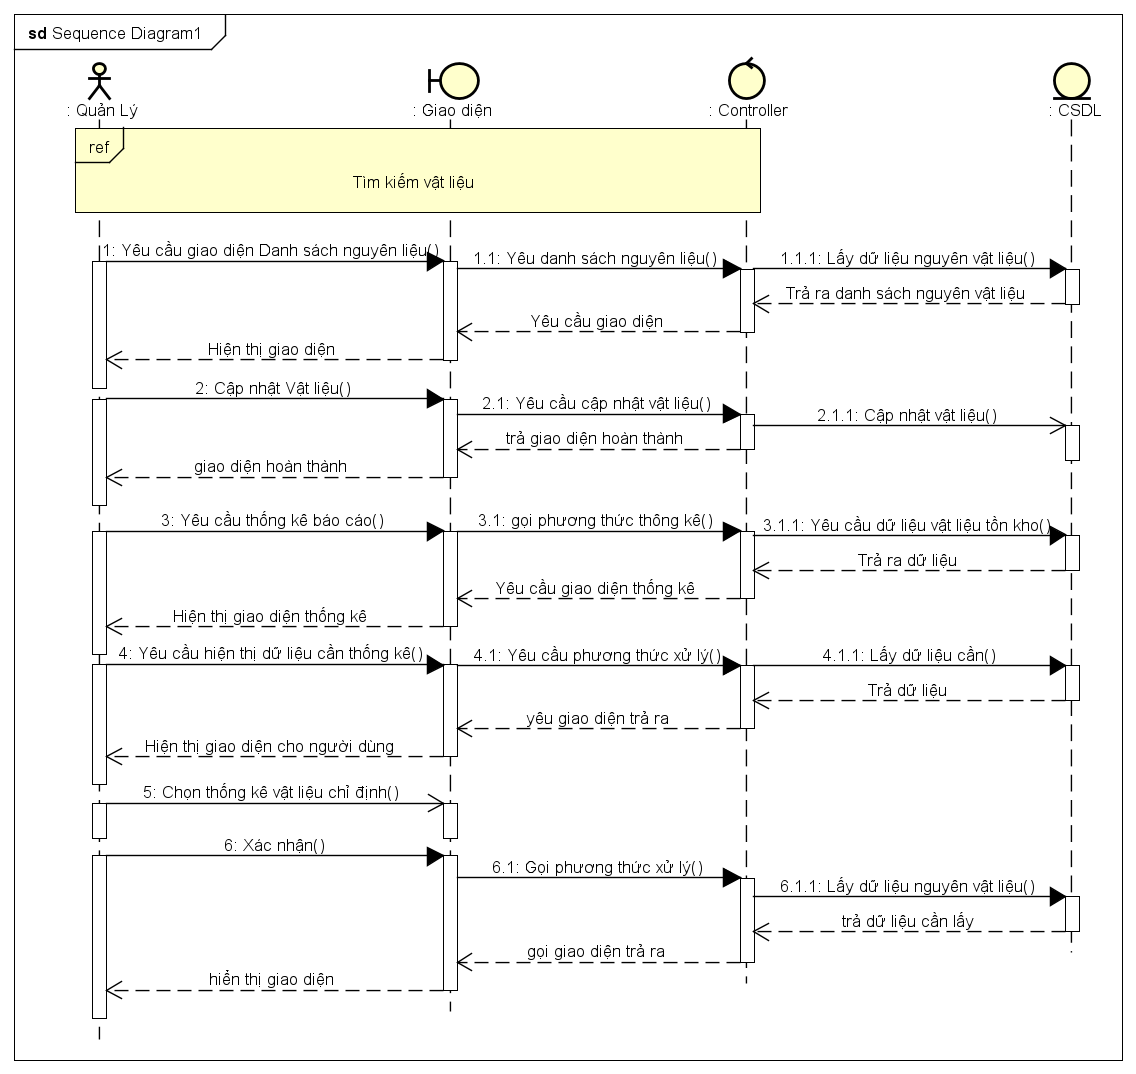 sd Sequence Diagram1
: Quản Lý
: Giao diện
: Controller
: CSDL
ref
Tìm kiếm vật liệu
1: Yêu cầu giao diện Danh sách nguyên liệu()
1.1: Yêu danh sách nguyên liệu()
1.1.1: Lấy dữ liệu nguyên vật liệu()
Trả ra danh sách nguyên vật liệu
Yêu cầu giao diện
Hiện thị giao diện
2: Cập nhật Vật liệu()
2.1: Yêu cầu cập nhật vật liệu()
2.1.1: Cập nhật vật liệu()
trả giao diện hoàn thành
giao diện hoàn thành
3: Yêu cầu thống kê báo cáo()
3.1: gọi phương thức thông kê()
3.1.1: Yêu cầu dữ liệu vật liệu tồn kho()
Trả ra dữ liệu
Yêu cầu giao diện thống kê
Hiện thị giao diện thống kê
4: Yêu cầu hiện thị dữ liệu cần thống kê()
4.1: Yêu cầu phương thức xử lý()
4.1.1: Lấy dữ liệu cần()
Trả dữ liệu
yêu giao diện trả ra
Hiện thị giao diện cho người dùng
5: Chọn thống kê vật liệu chỉ định()
6: Xác nhận()
6.1: Gọi phương thức xử lý()
6.1.1: Lấy dữ liệu nguyên vật liệu()
trả dữ liệu cần lấy
gọi giao diện trả ra
hiển thị giao diện